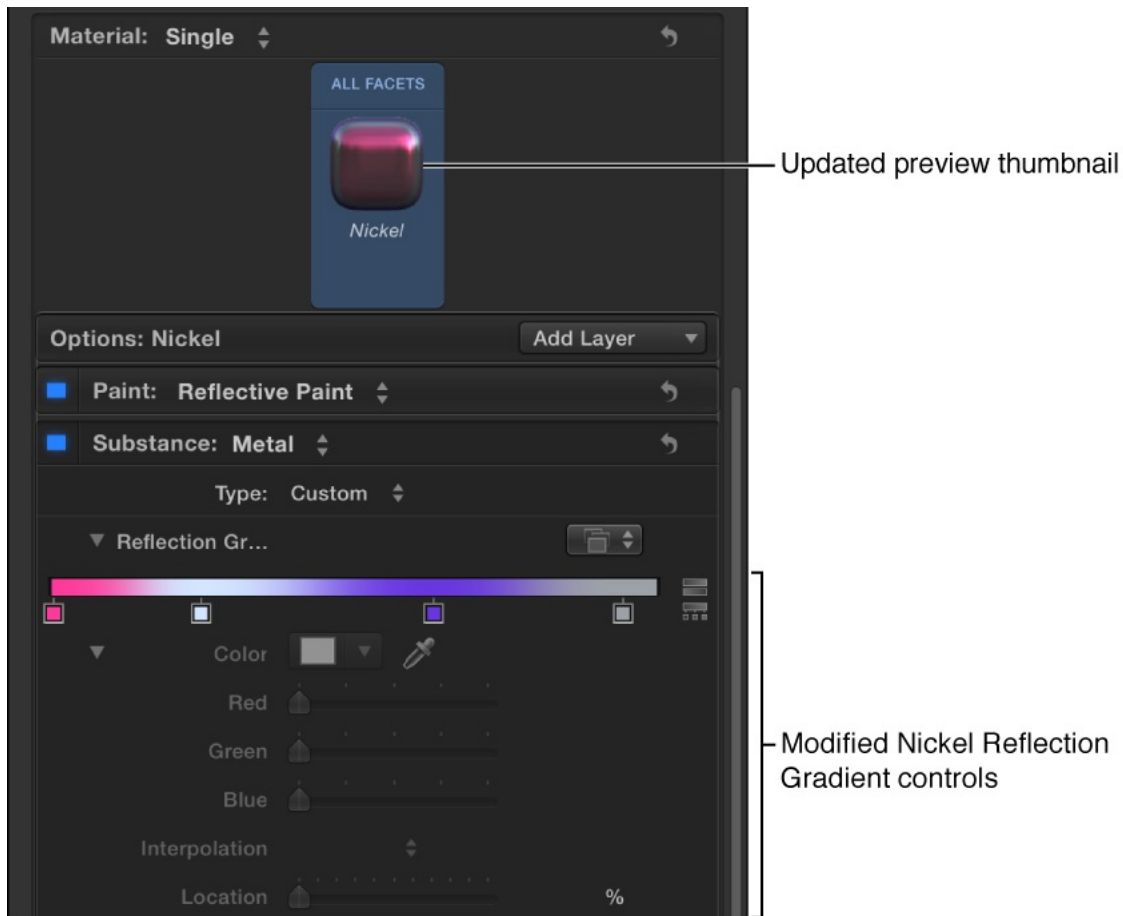 Material: Single
ALL FACETS
Updated preview thumbnail
Nickel
Options: Nickel
Add Layer
Paint: Reflective Paint
Substance: Metal
Type: Custom
Reflection Gr...
Color
Red
Green
Modified Nickel Reflection
Gradient controls
Blue
Interpolation
Location %